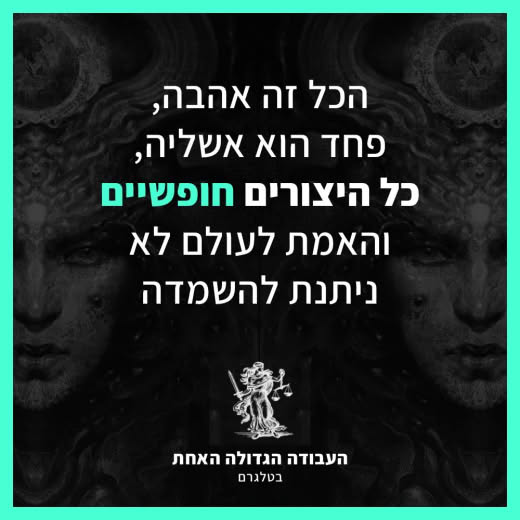 הכל זה אהבה,
פחד הוא אשליה,
כל היצורים חופשיים
והאמת לעולם לא
ניתנת להשמדה
העבודה הגדולה האחת
בטלגרם